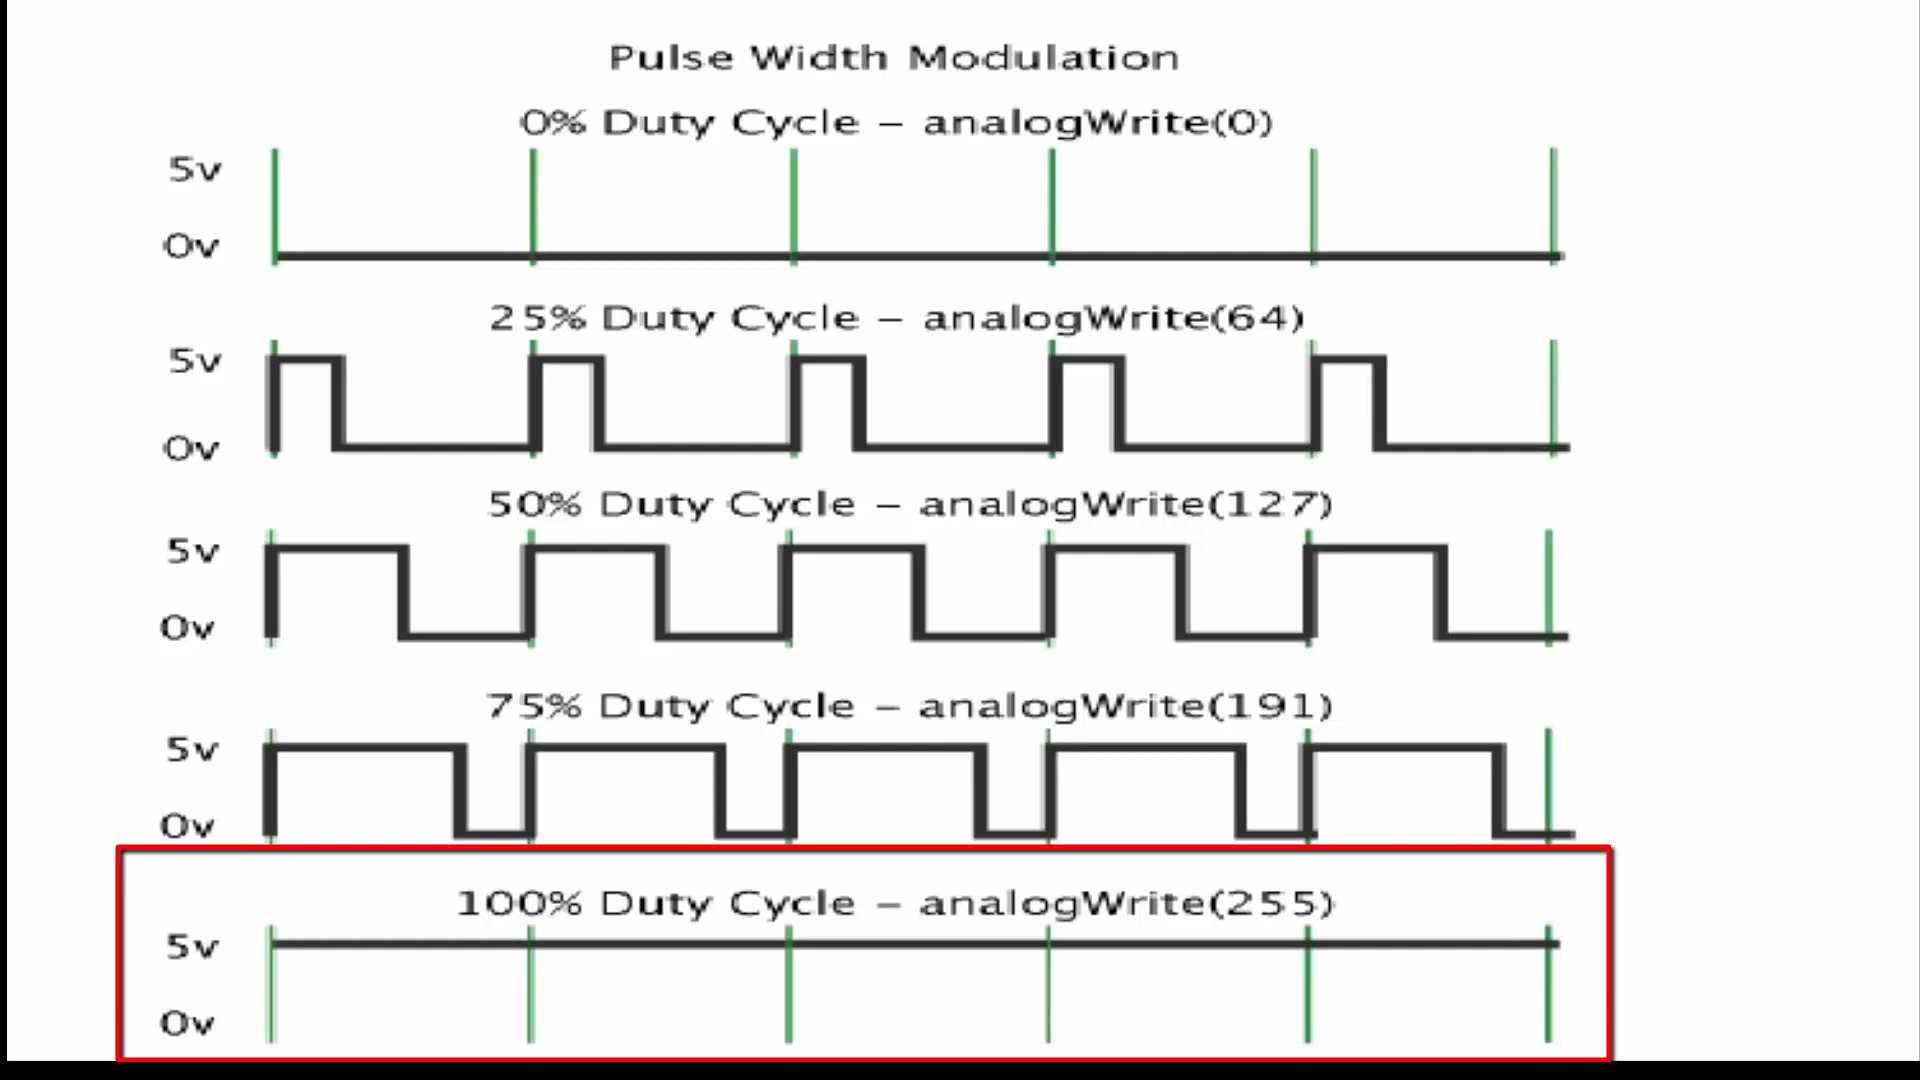 Pulse Width Modulation
0% Duty Cycle – analogWrite(0)
5v
0v
25% Duty Cycle – analogWrite(64)
5v
0v
50% Duty Cycle – analogWrite(127)
5v
0v
75% Duty Cycle – analogWrite(191)
5v
0v
100% Duty Cycle – analogWrite(255)
5v
0v